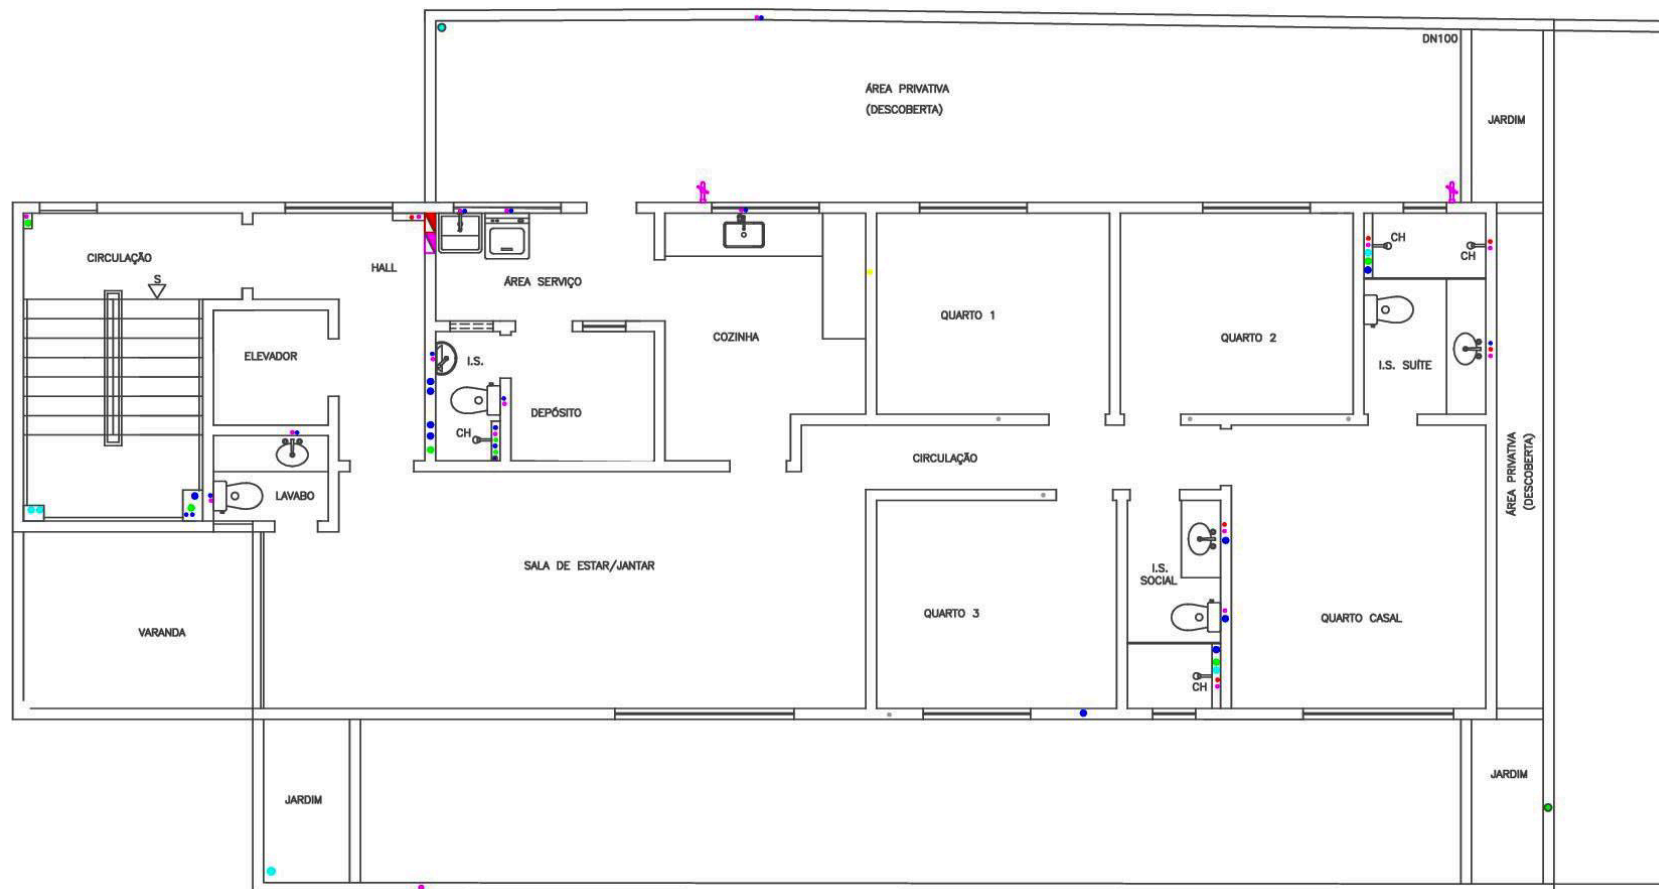 DN100
ÁREA PRIVATIVA
(DESCOBERTA)
JARDIM
CIRCULAÇÃO
S
HALL
ÁREA SERVIÇO
CH
CH
ELEVADOR
I.S.
COZINHA
QUARTO 1
QUARTO 2
I.S. SUÍTE
DEPÓSITO
CH
LAVABO
CIRCULAÇÃO
ÁREA PRIVATIVA
(DESCOBERTA)
SALA DE ESTAR/JANTAR
I.S.
SOCIAL
VARANDA
QUARTO 3
QUARTO CASAL
CH
JARDIM
JARDIM